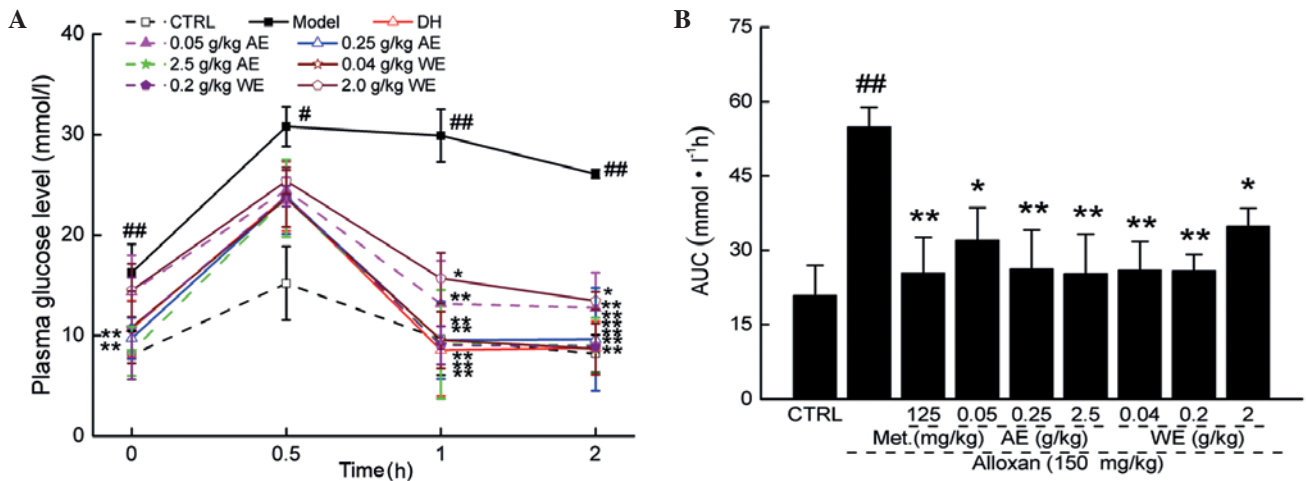 A
CTRL Model DH
0.05 g/kg AE 0.25 g/kg AE
2.5 g/kg AE 0.04 g/kg WE
0.2 g/kg WE 2.0 g/kg WE
Plasma glucose level (mmol/l)
40
30
20
10
0
##
#
##
##
**
**
*
**
**
**
**
**
**
*
**
**
**
**
**
0 0.5 1 2
Time(h)
B
AUC (mmol • l⁻¹h)
75
60
45
30
15
0
##
**
*
**
**
**
**
*
CTRL 125 0.05 0.25 2.5 0.04 0.2 2
Met.(mg/kg) AE (g/kg) WE (g/kg)
Alloxan (150 mg/kg)